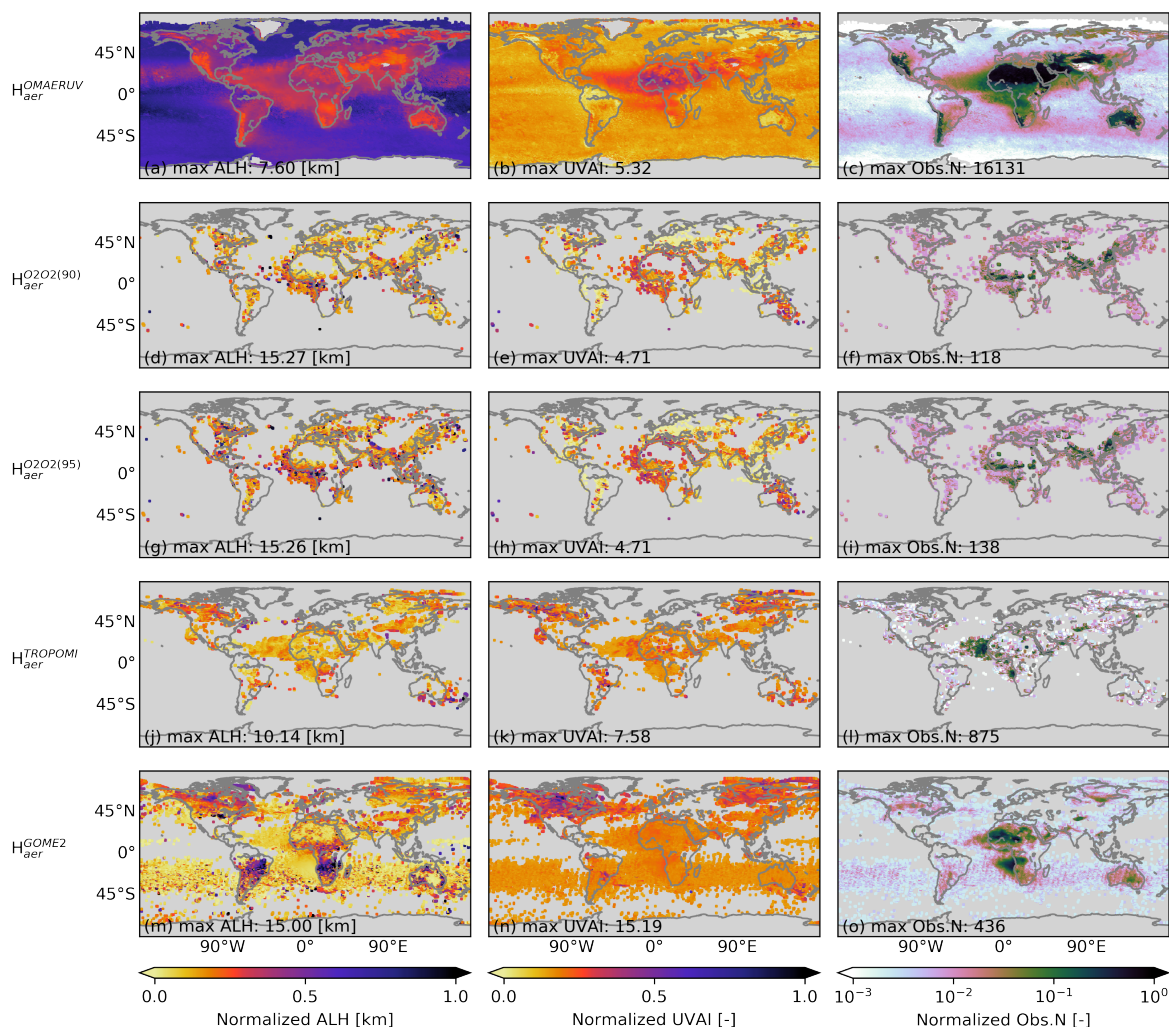 H_aer^OMAERUV
45°N
0°
45°S
(a) max ALH: 7.60 [km]
(b) max UVAI: 5.32
(c) max Obs.N: 16131
H_aer^O2O2(90)
45°N
0°
45°S
(d) max ALH: 15.27 [km]
(e) max UVAI: 4.71
(f) max Obs.N: 118
H_aer^O2O2(95)
45°N
0°
45°S
(g) max ALH: 15.26 [km]
(h) max UVAI: 4.71
(i) max Obs.N: 138
H_aer^TROPOMI
45°N
0°
45°S
(j) max ALH: 10.14 [km]
(k) max UVAI: 7.58
(l) max Obs.N: 875
H_aer^GOME2
45°N
0°
45°S
(m) max ALH: 15.00 [km]
(n) max UVAI: 15.19
(o) max Obs.N: 436
90°W 0° 90°E
90°W 0° 90°E
90°W 0° 90°E
0.0 0.5 1.0
Normalized ALH [km]
0.0 0.5 1.0
Normalized UVAI [-]
10⁻³ 10⁻² 10⁻¹ 10⁰
Normalized Obs.N [-]